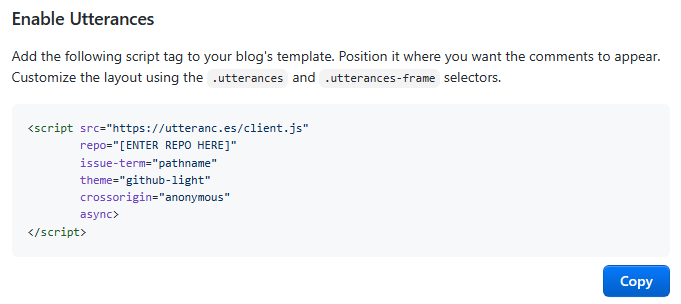 Enable Utterances
Add the following script tag to your blog's template. Position it where you want the comments to appear.
Customize the layout using the .utterances and .utterances-frame selectors.
<script src="https://utteranc.es/client.js"
        repo="[ENTER REPO HERE]"
        issue-term="pathname"
        theme="github-light"
        crossorigin="anonymous"
        async>
</script>
Copy